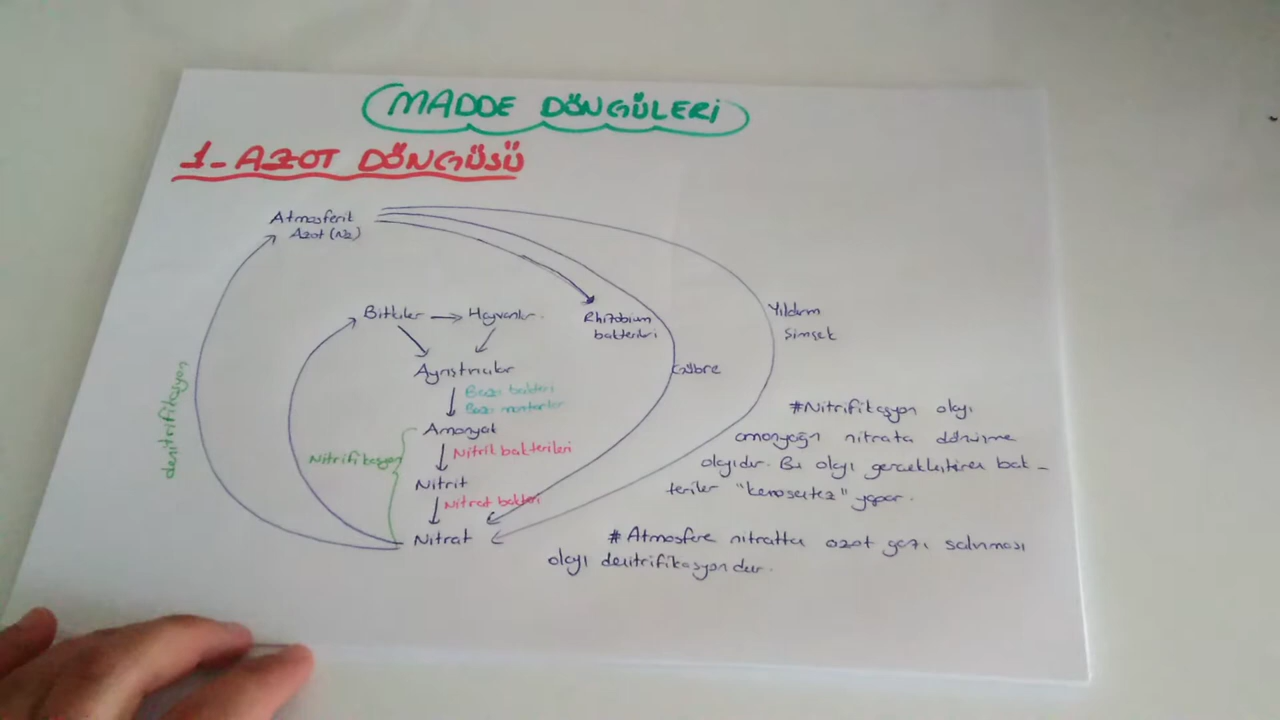 MADDE DÖNGÜLERİ
1- AZOT DÖNGÜSÜ
Atmosferik
Azot (N2)
Bitkiler
Hayvanlar
Rhizobium
bakterileri
Yıldırım
Şimşek
Gübre
Ayrıştırıcılar
Bazı bakteri
Bazı mantarlar
Amonyak
Nitrit bakterileri
Nitrifikasyon
Nitrit
Nitrat bakteri
Nitrat
denitrifikasyon
#Nitrifikasyon olayı
amonyağın nitrata dönüşme
olayıdır. Bu olayı gerçekleştiren bak-
teriler "kemosentez" yapar.
# Atmosfere nitratta azot gazı salınması
olayı denitrifikasyondur.